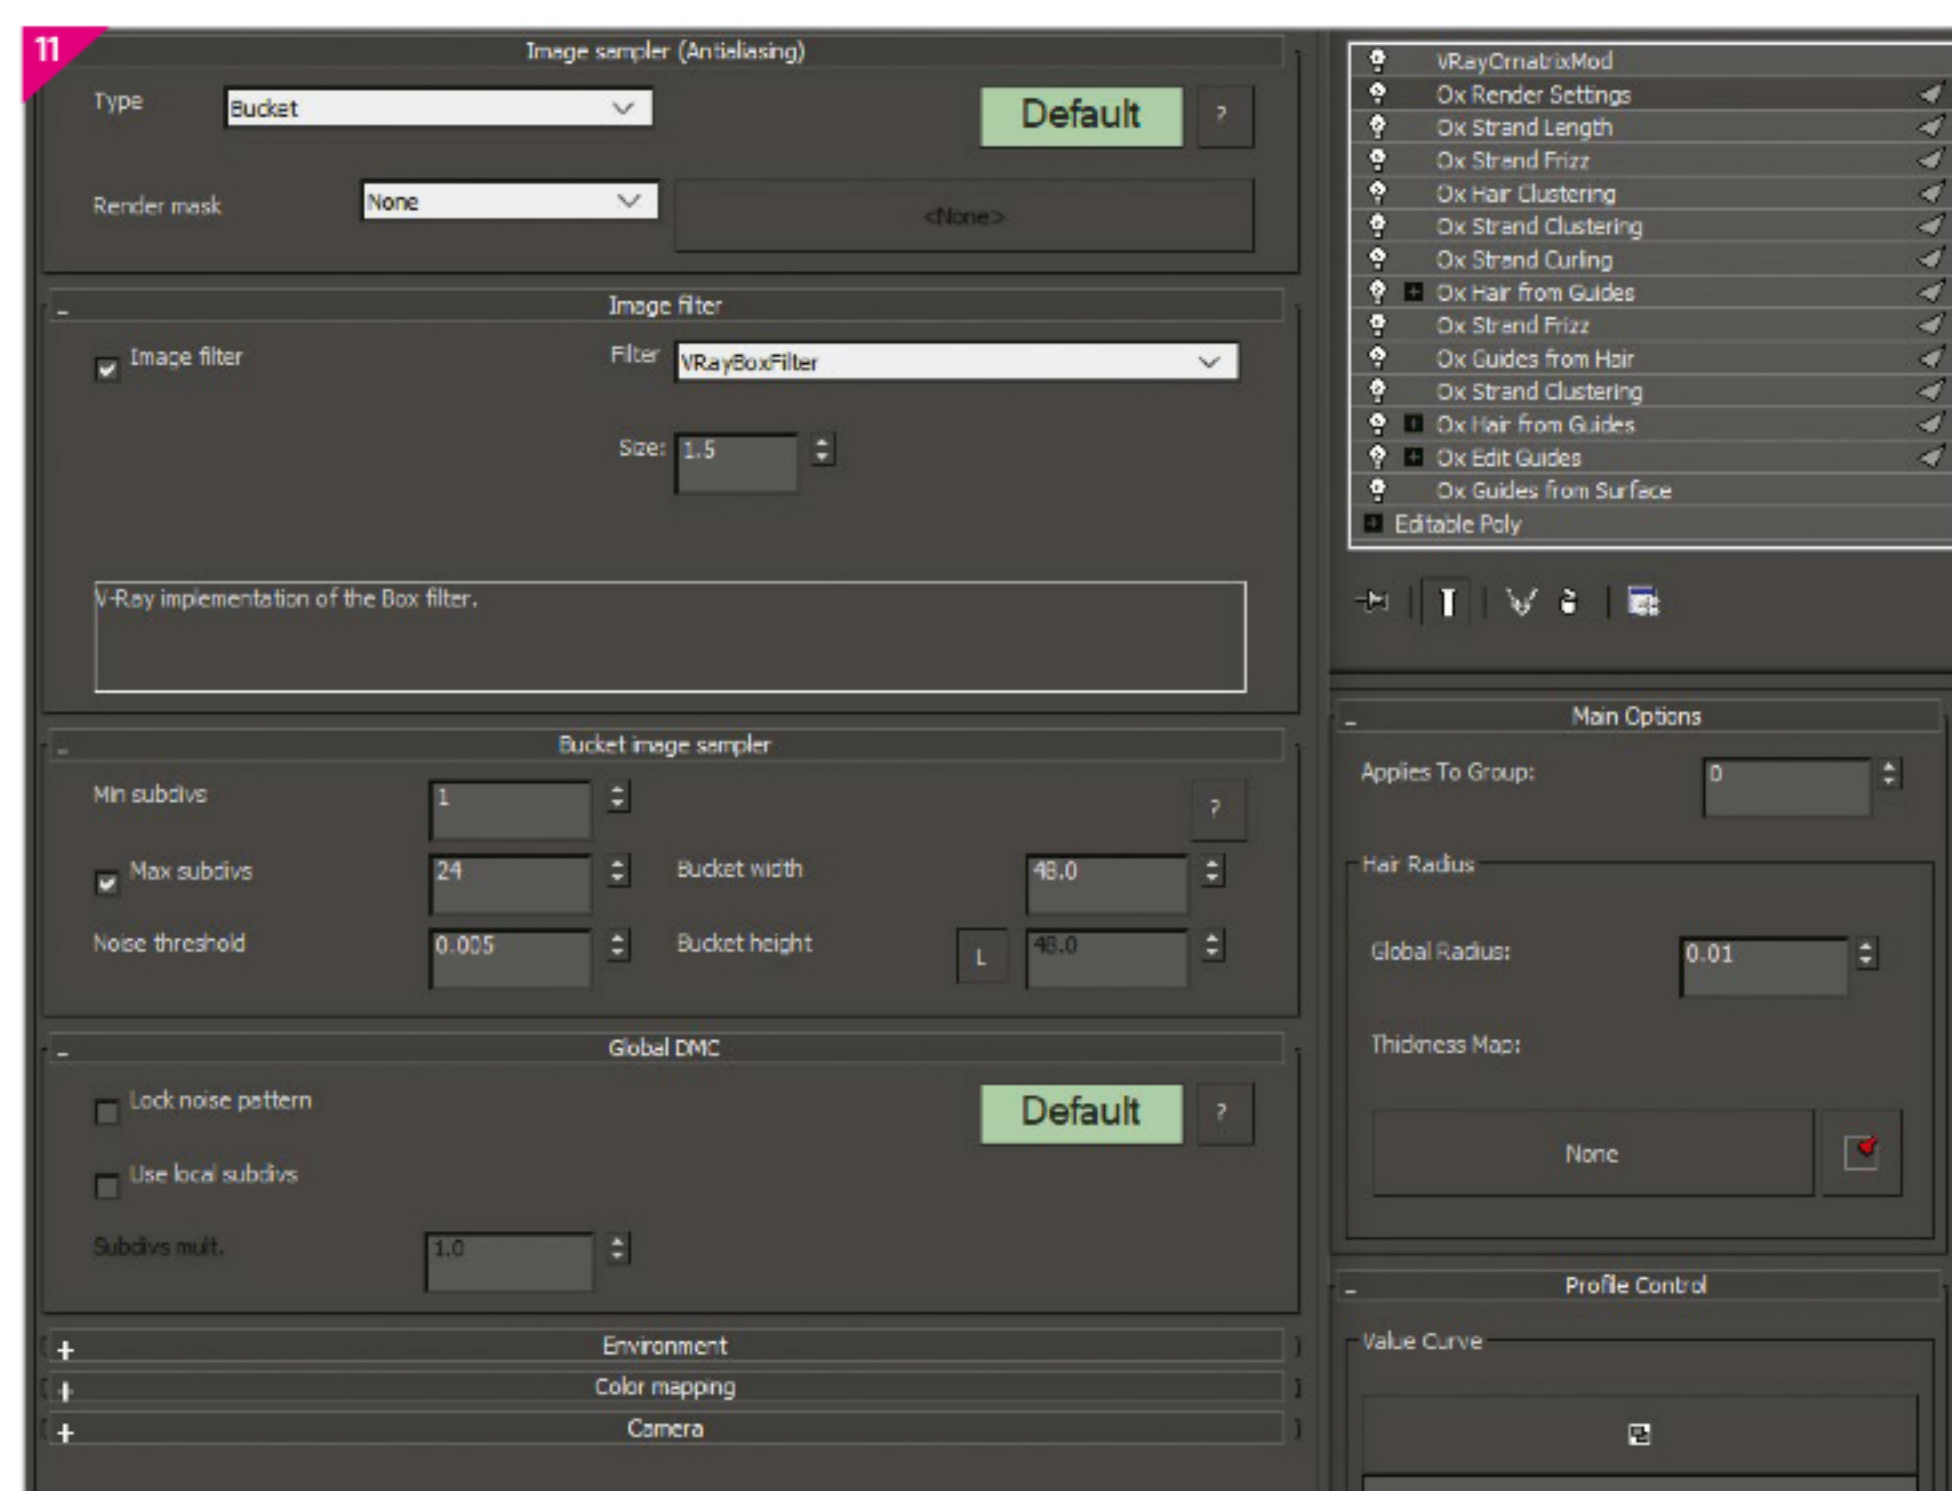 11
Image sampler (Antialiasing)
Type
Bucket
Default
?
Render mask
None
<None>
Image filter
Image filter
Filter
VRayBoxFilter
Size:
1.5
V-Ray implementation of the Box filter.
Bucket image sampler
Min subdivs
1
?
Max subdivs
24
Bucket width
48.0
Noise threshold
0.005
Bucket height
L
48.0
Global DMC
Lock noise pattern
Default
?
Use local subdivs
Subdivs mult.
1.0
Environment
Color mapping
Camera
VRayOrnatrixMod
Ox Render Settings
Ox Strand Length
Ox Strand Frizz
Ox Hair Clustering
Ox Strand Clustering
Ox Strand Curling
Ox Hair from Guides
Ox Strand Frizz
Ox Guides from Hair
Ox Strand Clustering
Ox Hair from Guides
Ox Edit Guides
Ox Guides from Surface
Editable Poly
Main Options
Applies To Group:
0
Hair Radius
Global Radius:
0.01
Thickness Map:
None
Profile Control
Value Curve